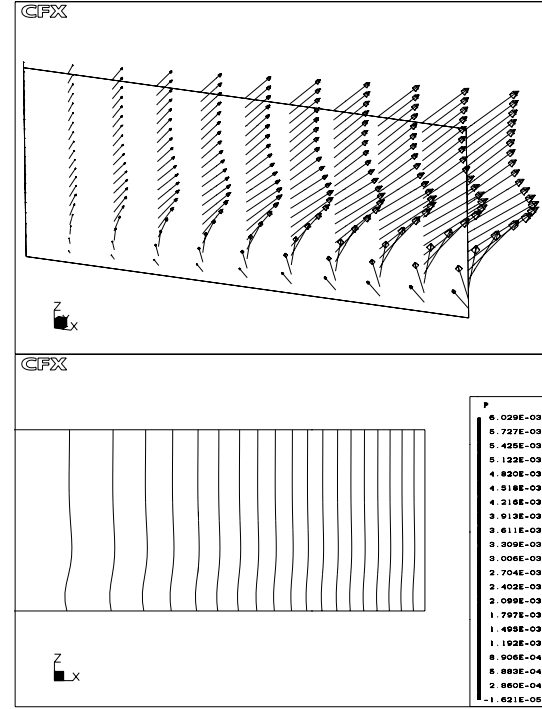 CFX
Z
X
CFX
P
6.029E-03
5.727E-03
5.425E-03
5.122E-03
4.820E-03
4.518E-03
4.216E-03
3.913E-03
3.611E-03
3.309E-03
3.006E-03
2.704E-03
2.402E-03
2.099E-03
1.797E-03
1.495E-03
1.192E-03
8.906E-04
5.883E-04
2.860E-04
-1.621E-05
Z
X